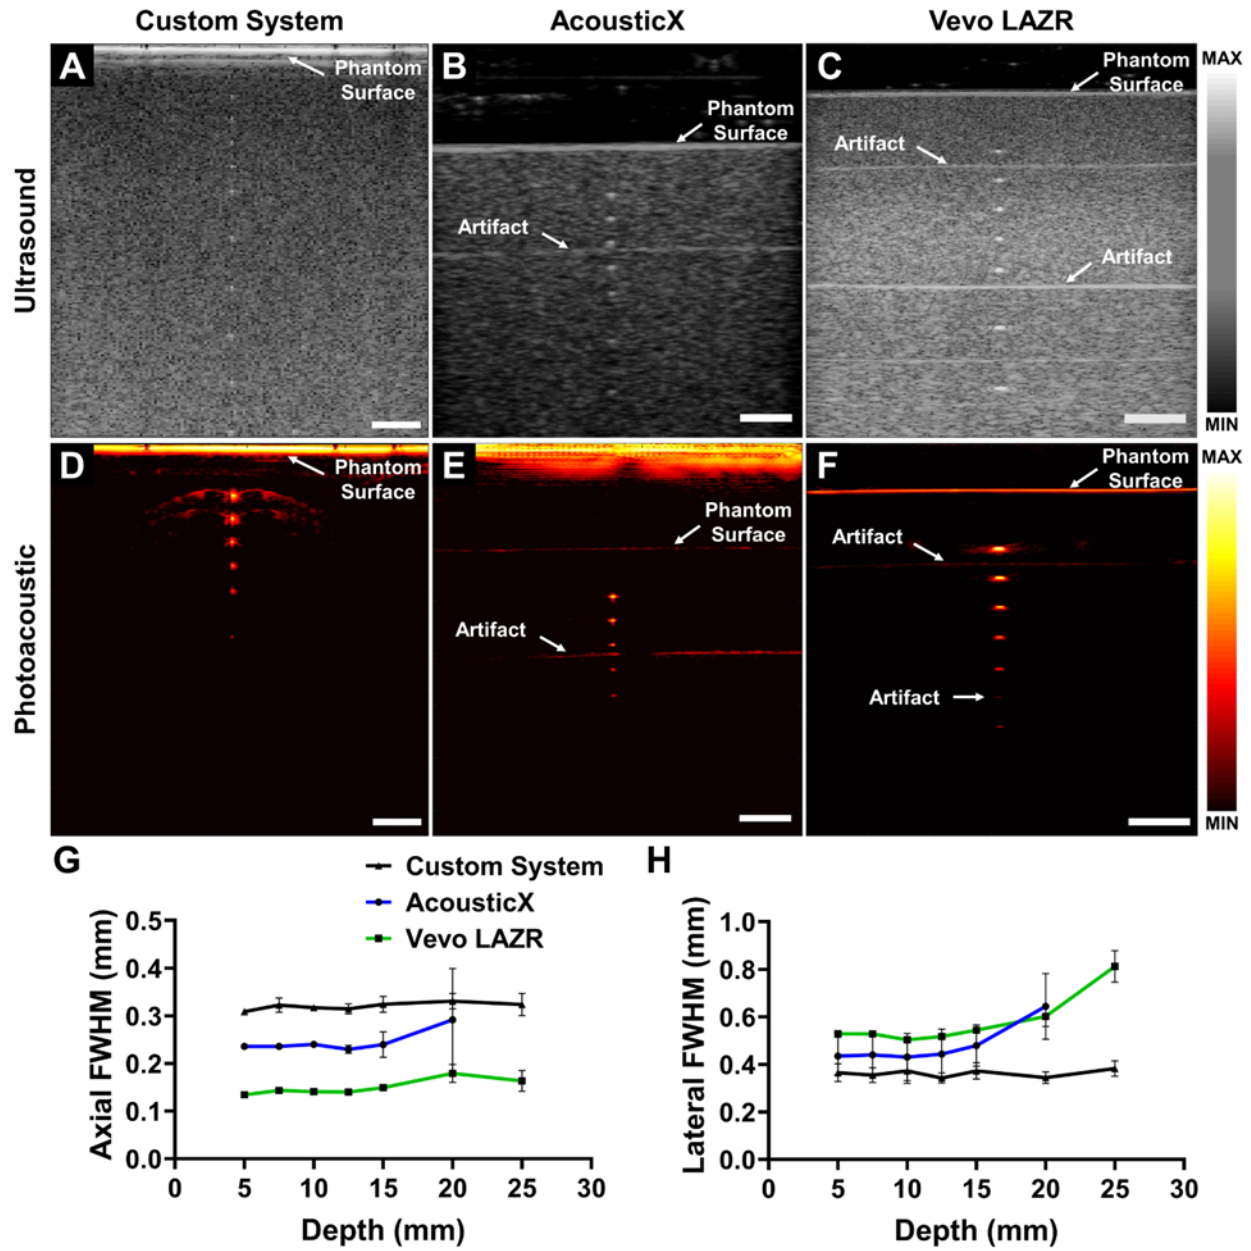 Custom System
AcousticX
Vevo LAZR
Ultrasound
A
Phantom
Surface
B
Phantom
Surface
Artifact
C
Phantom
Surface
Artifact
Artifact
MAX
MIN
Photoacoustic
D
Phantom
Surface
E
Phantom
Surface
Artifact
F
Phantom
Surface
Artifact
Artifact
MAX
MIN
G
Custom System
AcousticX
Vevo LAZR
Axial FWHM (mm)
0.5
0.4
0.3
0.2
0.1
0.0
0 5 10 15 20 25 30
Depth (mm)
H
Lateral FWHM (mm)
1.0
0.8
0.6
0.4
0.2
0.0
0 5 10 15 20 25 30
Depth (mm)